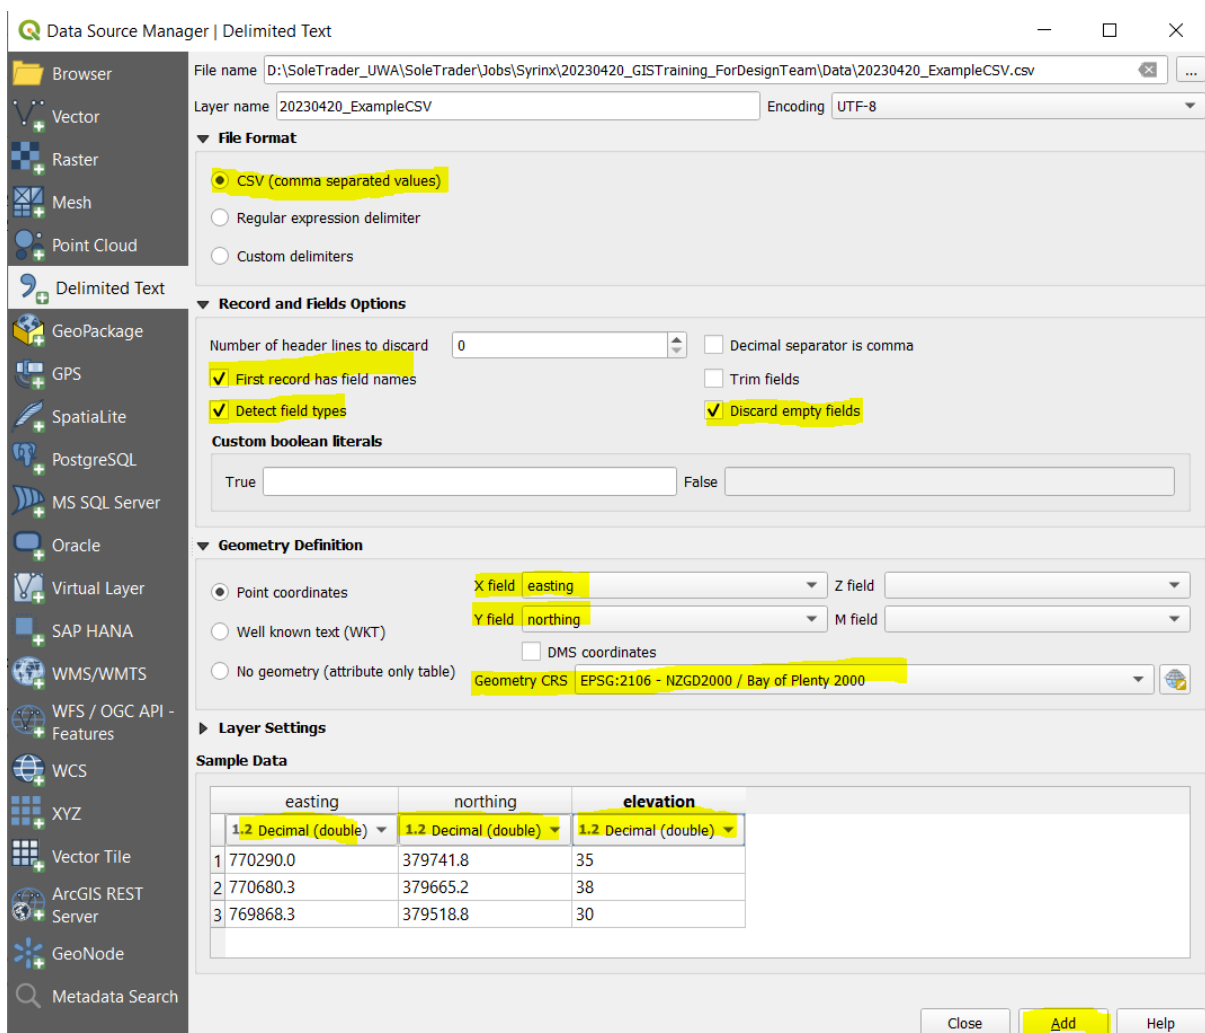 Data Source Manager | Delimited Text
Browser
Vector
Raster
Mesh
Point Cloud
Delimited Text
GeoPackage
GPS
SpatiaLite
PostgreSQL
MS SQL Server
Oracle
Virtual Layer
SAP HANA
WMS/WMTS
WFS / OGC API -
Features
WCS
XYZ
Vector Tile
ArcGIS REST
Server
GeoNode
Metadata Search
File name D:\SoleTrader_UWA\SoleTrader\Jobs\Syrinx\20230420_GISTraining_ForDesignTeam\Data\20230420_ExampleCSV.csv ...
Layer name 20230420_ExampleCSV Encoding UTF-8
File Format
CSV (comma separated values)
Regular expression delimiter
Custom delimiters
Record and Fields Options
Number of header lines to discard 0 Decimal separator is comma
First record has field names Trim fields
Detect field types Discard empty fields
Custom boolean literals
True False
Geometry Definition
Point coordinates X field easting Z field
Y field northing M field
Well known text (WKT)
DMS coordinates
No geometry (attribute only table) Geometry CRS EPSG:2106 - NZGD2000 / Bay of Plenty 2000
Layer Settings
Sample Data
easting northing elevation
1.2 Decimal (double) 1.2 Decimal (double) 1.2 Decimal (double)
1 770290.0 379741.8 35
2 770680.3 379665.2 38
3 769868.3 379518.8 30
Close Add Help